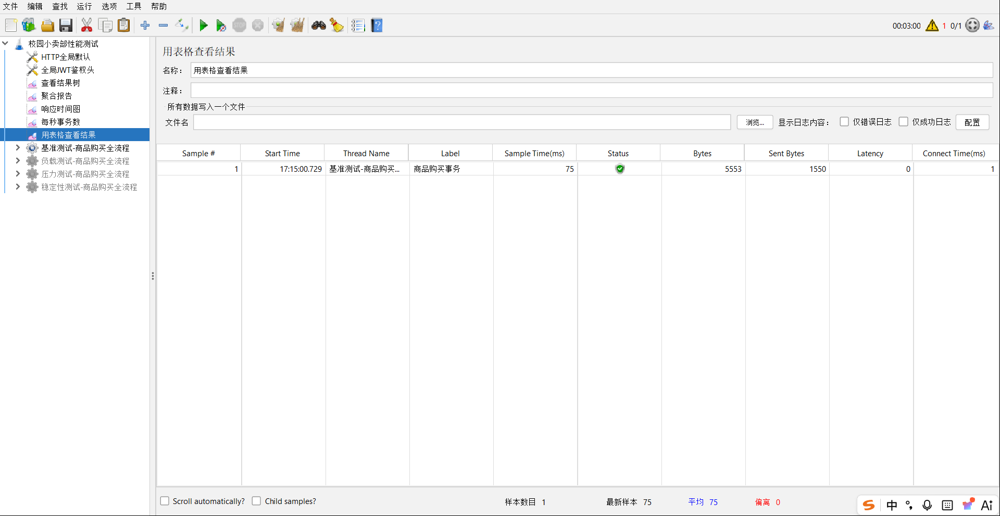 文件 编辑 查找 运行 选项 工具 帮助
STOP
00:03:00 1 0/1
校园小卖部性能测试
HTTP全局默认
全局JWT鉴权头
查看结果树
聚合报告
响应时间图
每秒事务数
用表格查看结果
基准测试-商品购买全流程
负载测试-商品购买全流程
压力测试-商品购买全流程
稳定性测试-商品购买全流程
用表格查看结果
名称： 用表格查看结果
注释：
所有数据写入一个文件
文件名 浏览... 显示日志内容： 仅错误日志 仅成功日志 配置
Sample # Start Time Thread Name Label Sample Time(ms) Status Bytes Sent Bytes Latency Connect Time(ms)
1 17:15:00.729 基准测试-商品购买... 商品购买事务 75 5553 1550 0 1
Scroll automatically? Child samples? 样本数目 1 最新样本 75 平均 75 偏离 0
S 中 °, Ai